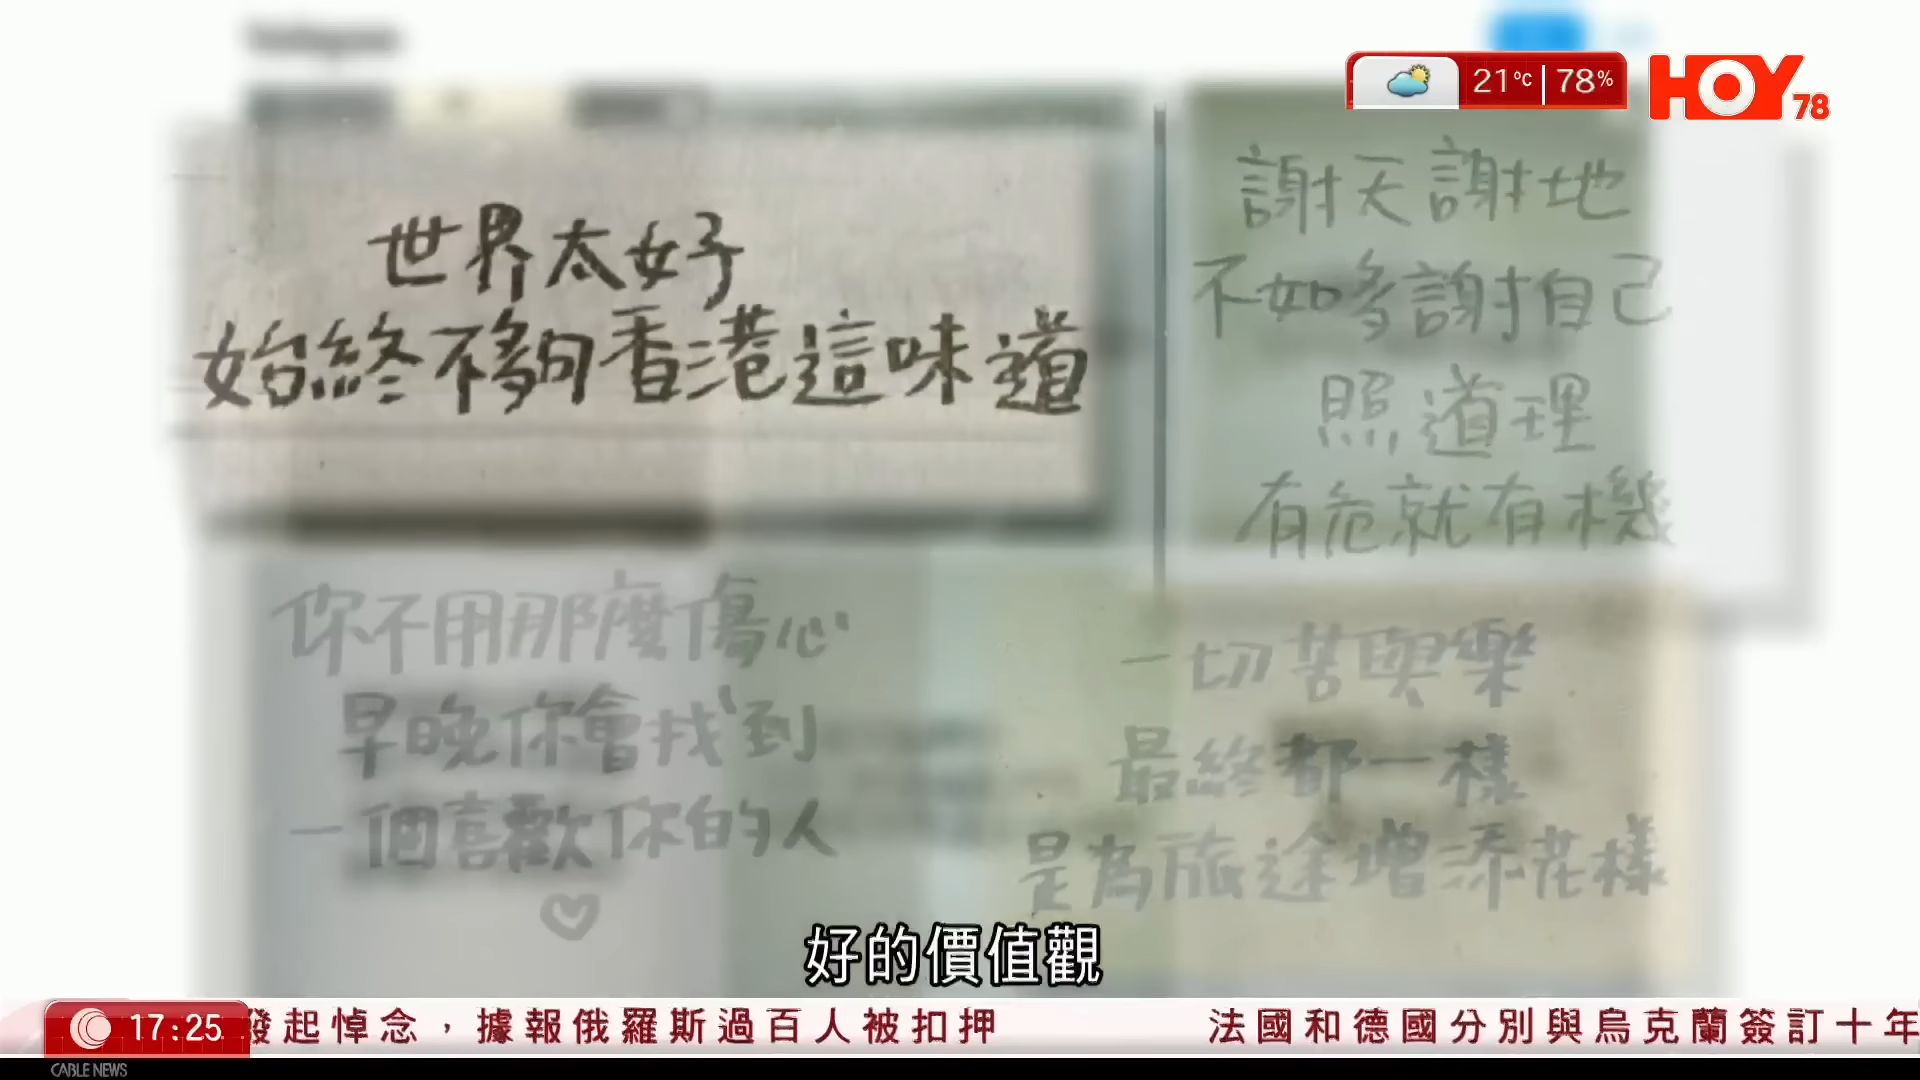 21℃ 78%
HOY 78
世界太好
始終不夠香港這味道
謝天謝地
不如多謝自己
照道理
有危就有機
你不用那麼傷心
早晚你會找到
一個喜歡你的人
一切苦與樂
最終都一樣
是為旅途增添花樣
好的價值觀
17:25
發起悼念，據報俄羅斯過百人被扣押 法國和德國分別與烏克蘭簽訂十年
CABLE NEWS